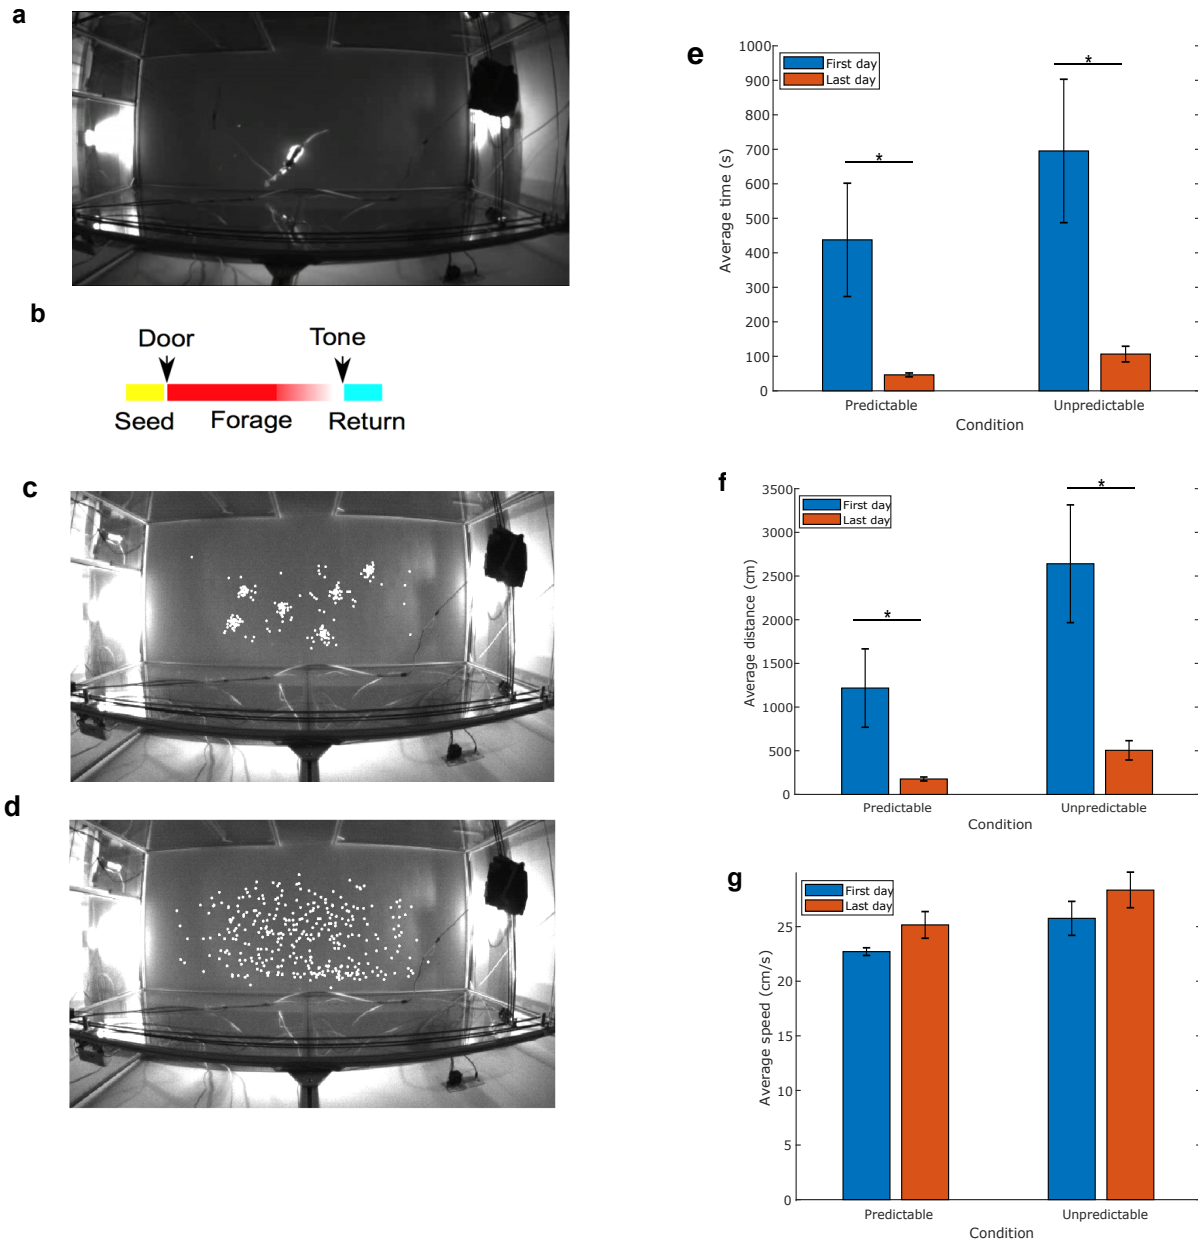 a
b
Door
Tone
Seed
Forage
Return
c
d
e
1000
900
800
700
600
500
400
300
200
100
0
Average time (s)
First day
Last day
*
*
Predictable
Unpredictable
Condition
f
3500
3000
2500
2000
1500
1000
500
0
Average distance (cm)
First day
Last day
*
*
Predictable
Unpredictable
Condition
g
25
20
15
10
5
0
Average speed (cm/s)
First day
Last day
Predictable
Unpredictable
Condition